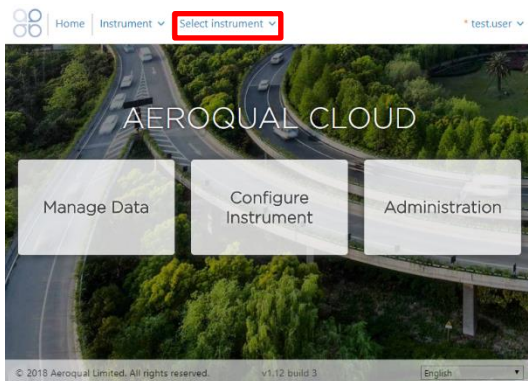 Home Instrument Select instrument * test.user
AEROQUAL CLOUD
Manage Data
Configure
Instrument
Administration
© 2018 Aeroqual Limited. All rights reserved. v1.12 build 3 English